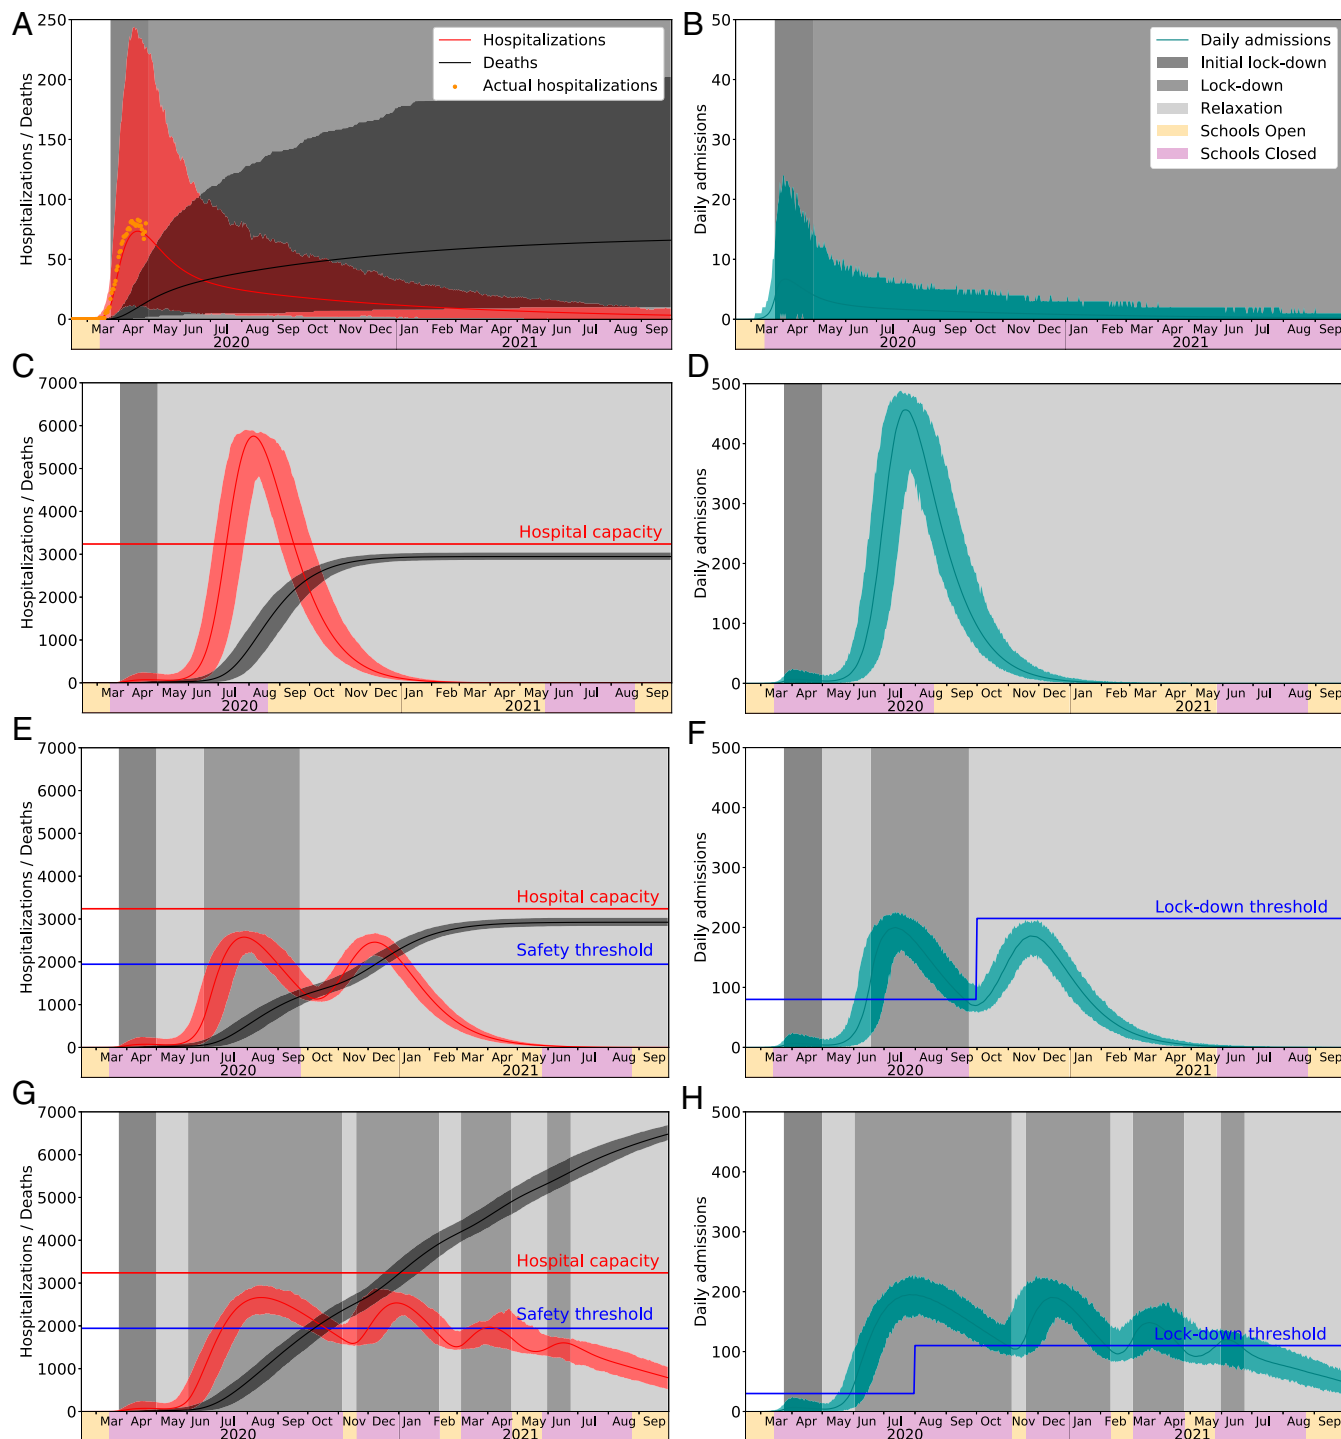 A
250
200
150
100
50
0
Hospitalizations / Deaths
Hospitalizations
Deaths
Actual hospitalizations
Mar Apr May Jun Jul Aug Sep Oct Nov Dec Jan Feb Mar Apr May Jun Jul Aug Sep
2020 2021
B
50
40
30
20
10
0
Daily admissions
Daily admissions
Initial lock-down
Lock-down
Relaxation
Schools Open
Schools Closed
Mar Apr May Jun Jul Aug Sep Oct Nov Dec Jan Feb Mar Apr May Jun Jul Aug Sep
2020 2021
C
7000
6000
5000
4000
3000
2000
1000
0
Hospitalizations / Deaths
Hospital capacity
Mar Apr May Jun Jul Aug Sep Oct Nov Dec Jan Feb Mar Apr May Jun Jul Aug Sep
2020 2021
D
500
400
300
200
100
0
Daily admissions
Mar Apr May Jun Jul Aug Sep Oct Nov Dec Jan Feb Mar Apr May Jun Jul Aug Sep
2020 2021
E
7000
6000
5000
4000
3000
2000
1000
0
Hospitalizations / Deaths
Hospital capacity
Safety threshold
Mar Apr May Jun Jul Aug Sep Oct Nov Dec Jan Feb Mar Apr May Jun Jul Aug Sep
2020 2021
F
500
400
300
200
100
0
Daily admissions
Lock-down threshold
Mar Apr May Jun Jul Aug Sep Oct Nov Dec Jan Feb Mar Apr May Jun Jul Aug Sep
2020 2021
G
7000
6000
5000
4000
3000
2000
1000
0
Hospitalizations / Deaths
Hospital capacity
Safety threshold
Mar Apr May Jun Jul Aug Sep Oct Nov Dec Jan Feb Mar Apr May Jun Jul Aug Sep
2020 2021
H
500
400
300
200
100
0
Daily admissions
Lock-down threshold
Mar Apr May Jun Jul Aug Sep Oct Nov Dec Jan Feb Mar Apr May Jun Jul Aug Sep
2020 2021